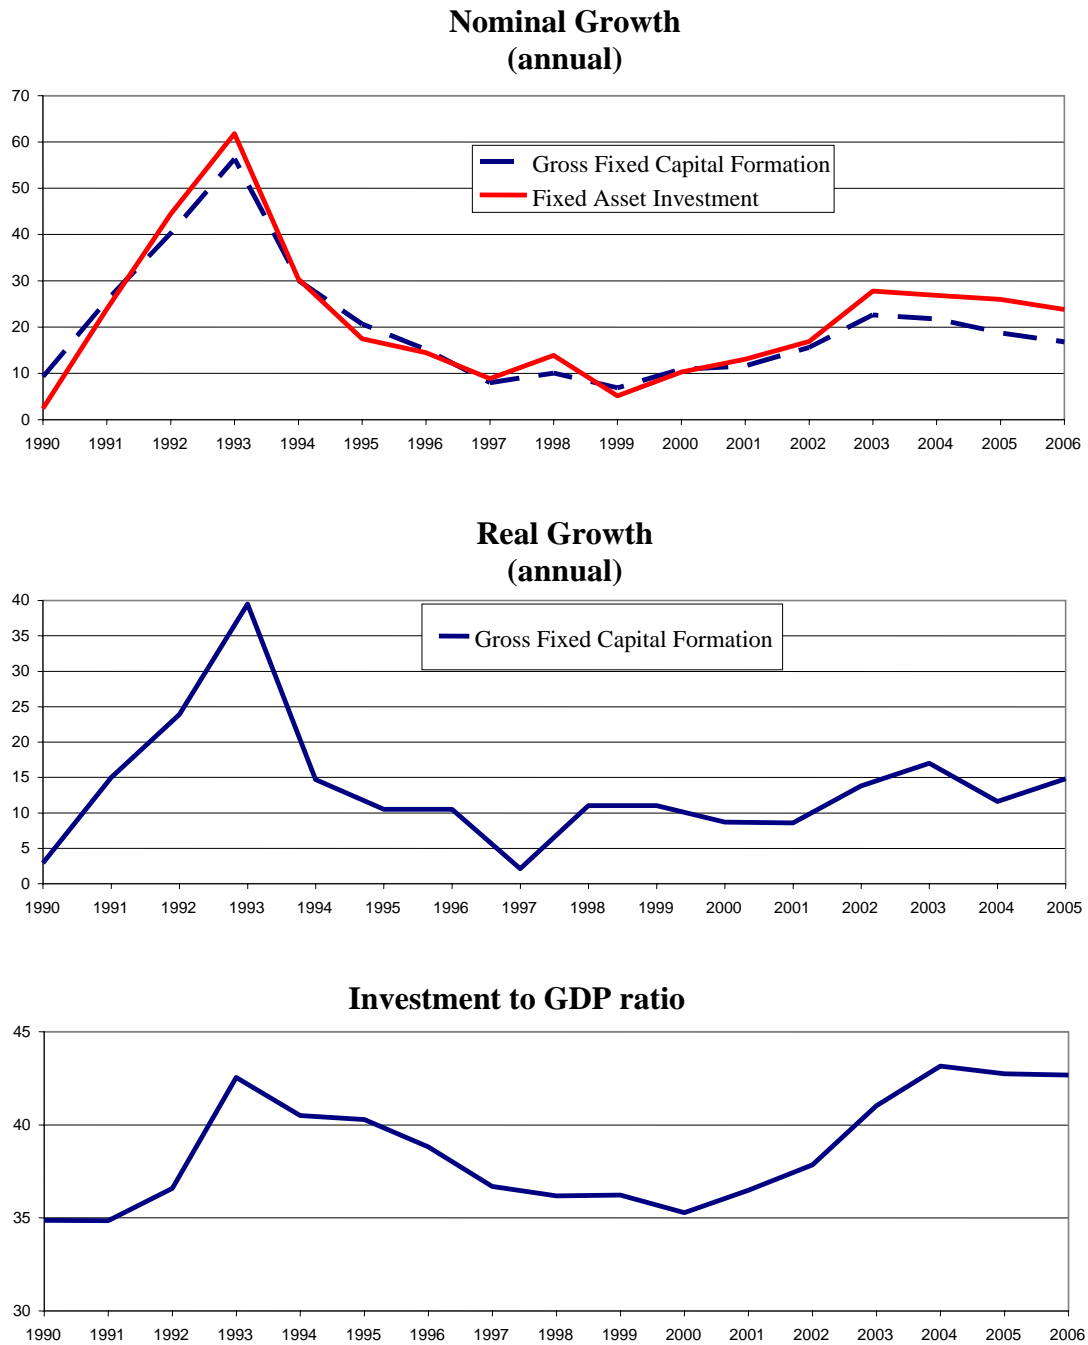 Nominal Growth
(annual)
70
60
50
40
30
20
10
0
Gross Fixed Capital Formation
Fixed Asset Investment
1990 1991 1992 1993 1994 1995 1996 1997 1998 1999 2000 2001 2002 2003 2004 2005 2006
Real Growth
(annual)
40
35
30
25
20
15
10
5
0
Gross Fixed Capital Formation
1990 1991 1992 1993 1994 1995 1996 1997 1998 1999 2000 2001 2002 2003 2004 2005
Investment to GDP ratio
45
40
35
30
1990 1991 1992 1993 1994 1995 1996 1997 1998 1999 2000 2001 2002 2003 2004 2005 2006